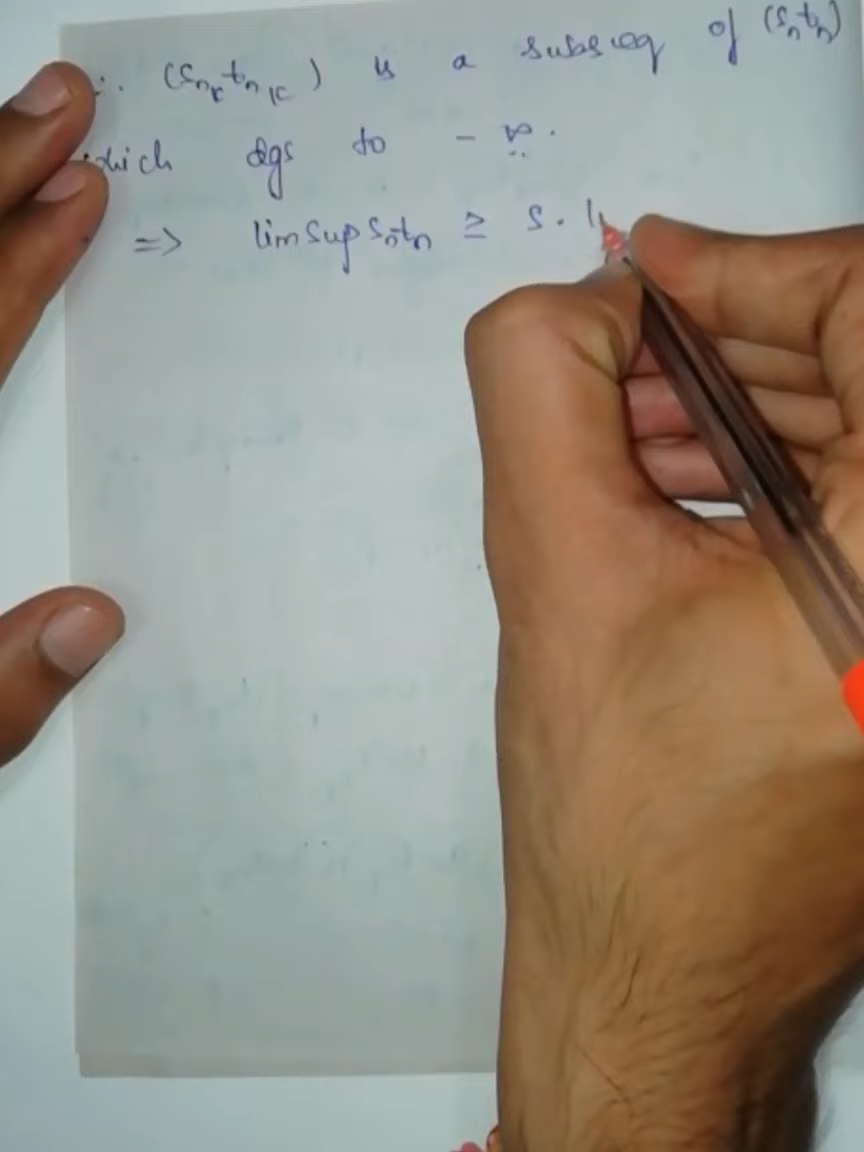 ∴ (s_{n_k} t_{n_k}) is a subseq of (s_n t_n)
which dgs to - ∞.
=> lim sup s_n t_n ≥ s. l